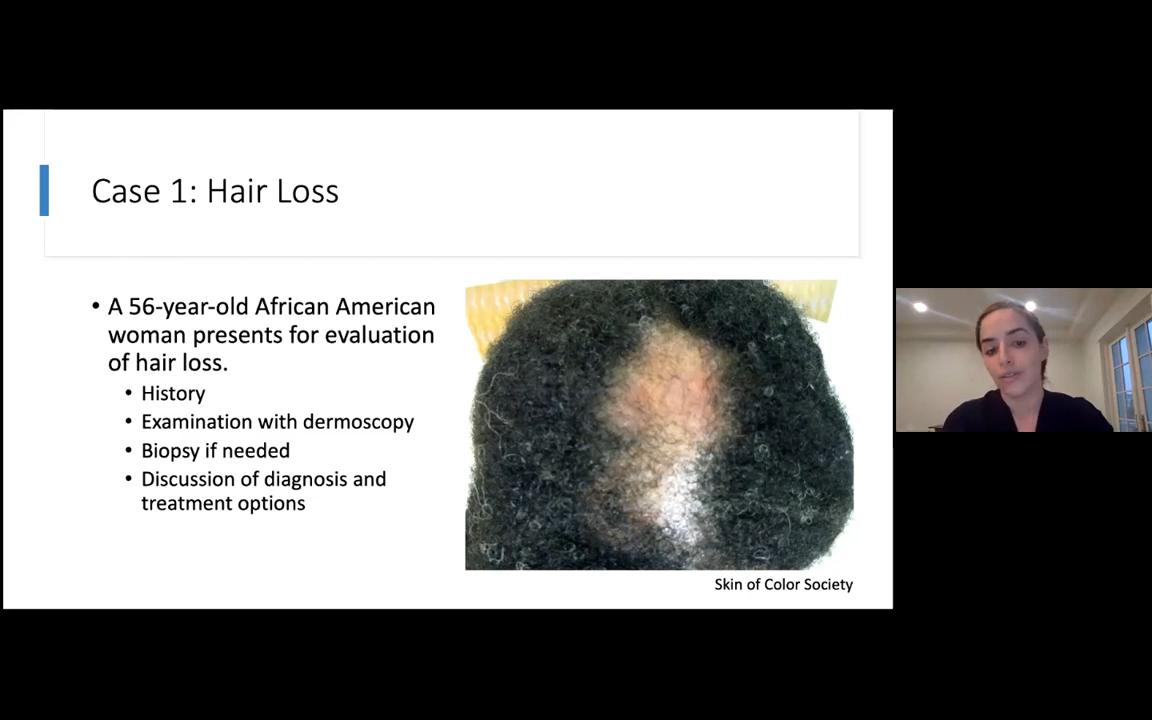 Case 1: Hair Loss
• A 56-year-old African American
woman presents for evaluation
of hair loss.
• History
• Examination with dermoscopy
• Biopsy if needed
• Discussion of diagnosis and
treatment options
Skin of Color Society